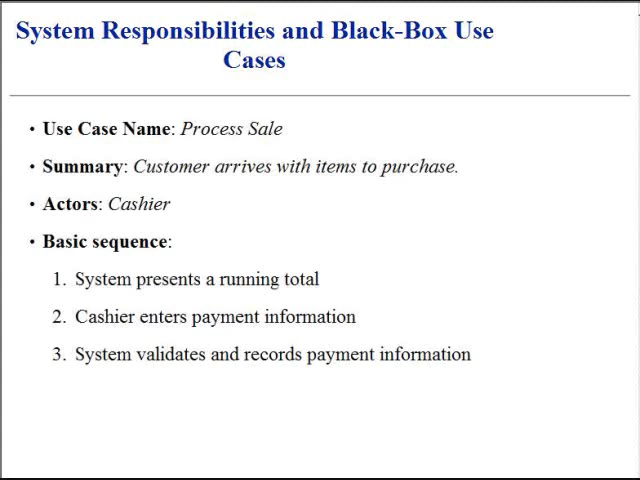 System Responsibilities and Black-Box Use
Cases
• Use Case Name: Process Sale
• Summary: Customer arrives with items to purchase.
• Actors: Cashier
• Basic sequence:
1. System presents a running total
2. Cashier enters payment information
3. System validates and records payment information